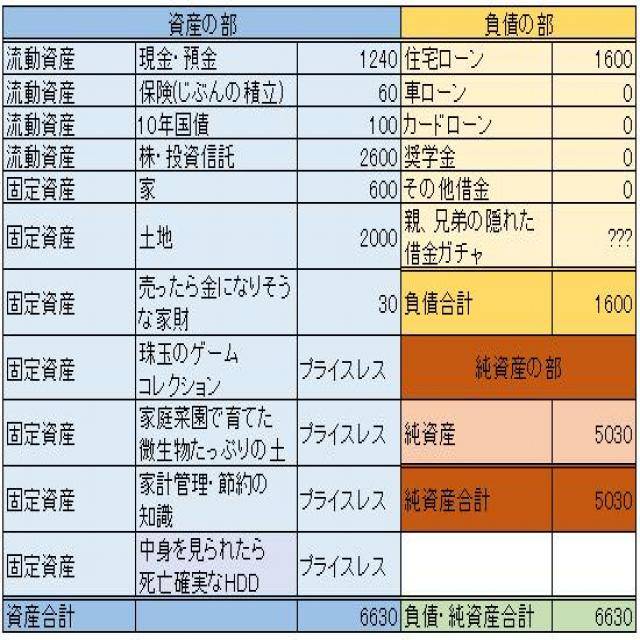 資産の部 負債の部
流動資産 現金・預金 1240 住宅ローン 1600
流動資産 保険(じぶんの積立) 60 車ローン 0
流動資産 10年国債 100 カードローン 0
流動資産 株・投資信託 2600 奨学金 0
固定資産 家 600 その他借金 0
固定資産 土地 2000 親、兄弟の隠れた
借金ガチャ ???
固定資産 売ったら金になりそう
な家財 30 負債合計 1600
固定資産 珠玉のゲーム
コレクション プライスレス 純資産の部
固定資産 家庭菜園で育てた
微生物たっぷりの土 プライスレス 純資産 5030
固定資産 家計管理・節約の
知識 プライスレス 純資産合計 5030
固定資産 中身を見られたら
死亡確実なHDD プライスレス
資産合計 6630 負債・純資産合計 6630